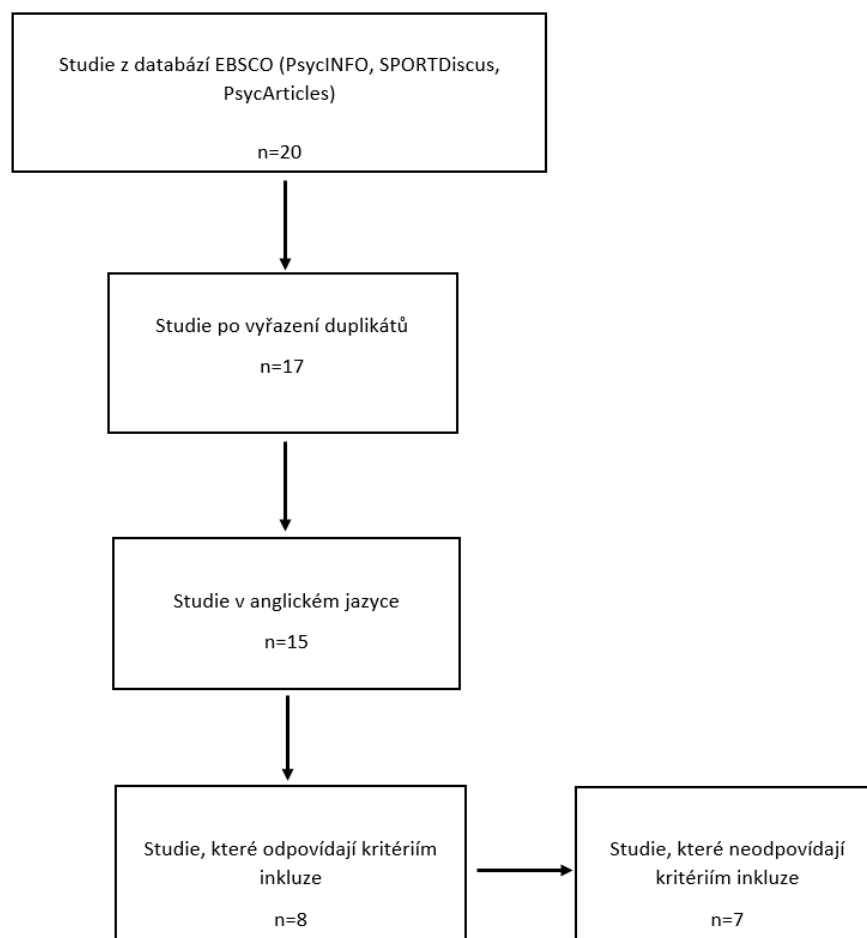 Studie z databází EBSCO (PsycINFO, SPORTDiscus,
PsycArticles)
n=20
Studie po vyřazení duplikátů
n=17
Studie v anglickém jazyce
n=15
Studie, které odpovídají kritériím
inkluze
n=8
Studie, které neodpovídají
kritériím inkluze
n=7